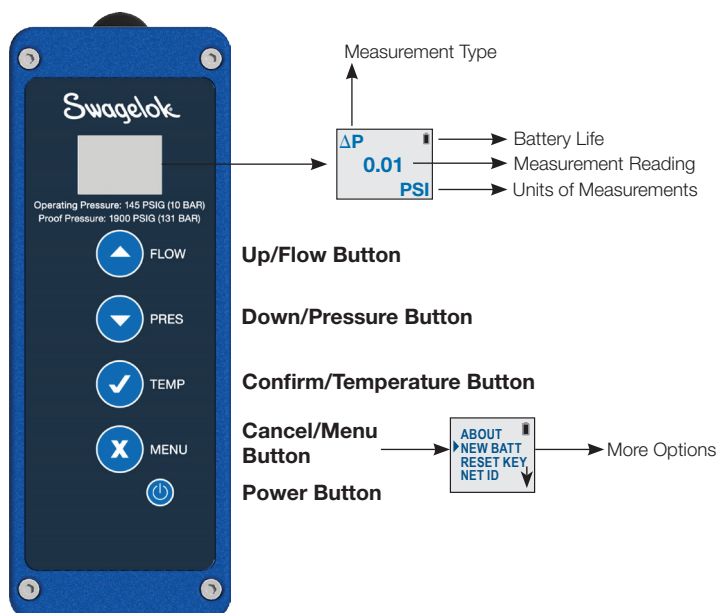 Measurement Type
Swagelok
ΔP
Battery Life
0.01
Measurement Reading
PSI
Units of Measurements
Operating Pressure: 145 PSIG (10 BAR)
Proof Pressure: 1900 PSIG (131 BAR)
FLOW
Up/Flow Button
PRES
Down/Pressure Button
TEMP
Confirm/Temperature Button
X MENU
Cancel/Menu
Button
ABOUT
NEW BATT
RESET KEY
NET ID
More Options
Power Button